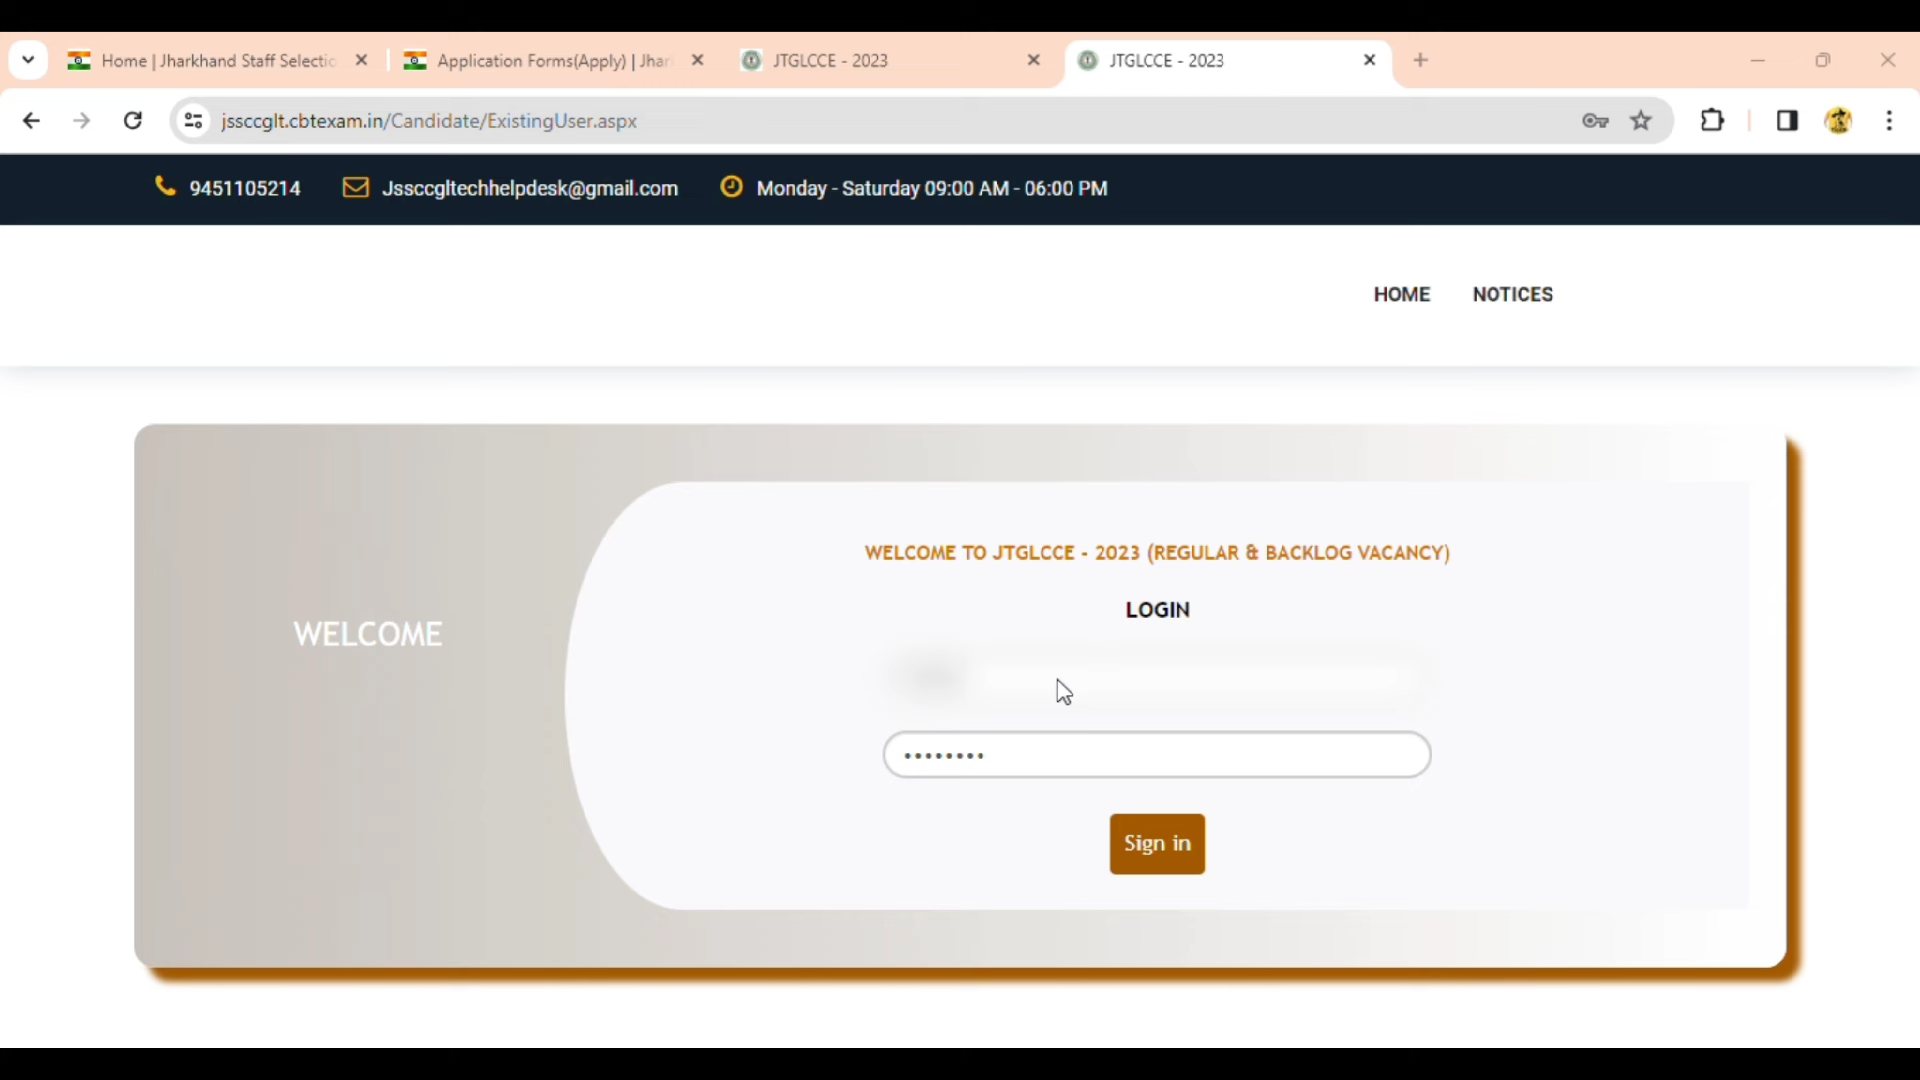 Home | Jharkhand Staff Selectio
Application Forms(Apply) | Jhar
JTGLCCE - 2023
JTGLCCE - 2023
jssccglt.cbtexam.in/Candidate/ExistingUser.aspx
9451105214
Jssccgltechhelpdesk@gmail.com
Monday - Saturday 09:00 AM - 06:00 PM
HOME
NOTICES
WELCOME TO JTGLCCE - 2023 (REGULAR & BACKLOG VACANCY)
LOGIN
WELCOME
Sign in